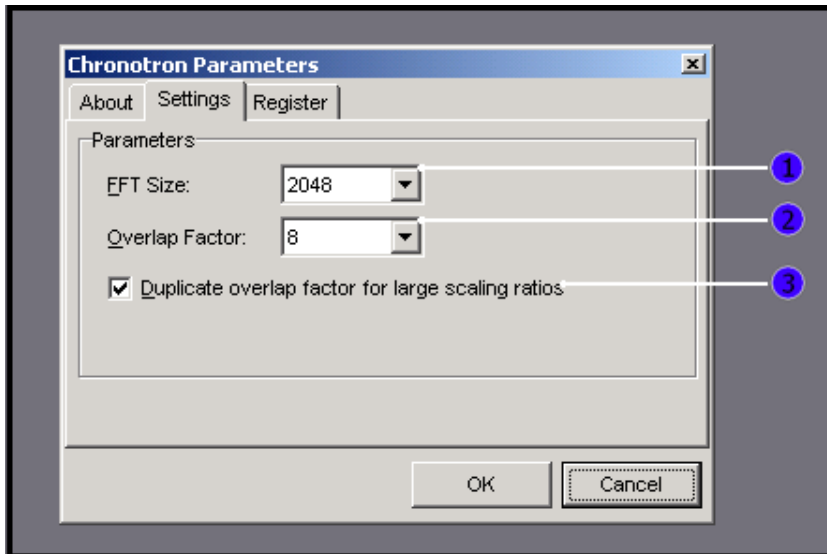 Chronotron Parameters
About Settings Register
Parameters
FFT Size: 2048 1
Overlap Factor: 8 2
Duplicate overlap factor for large scaling ratios 3
OK Cancel